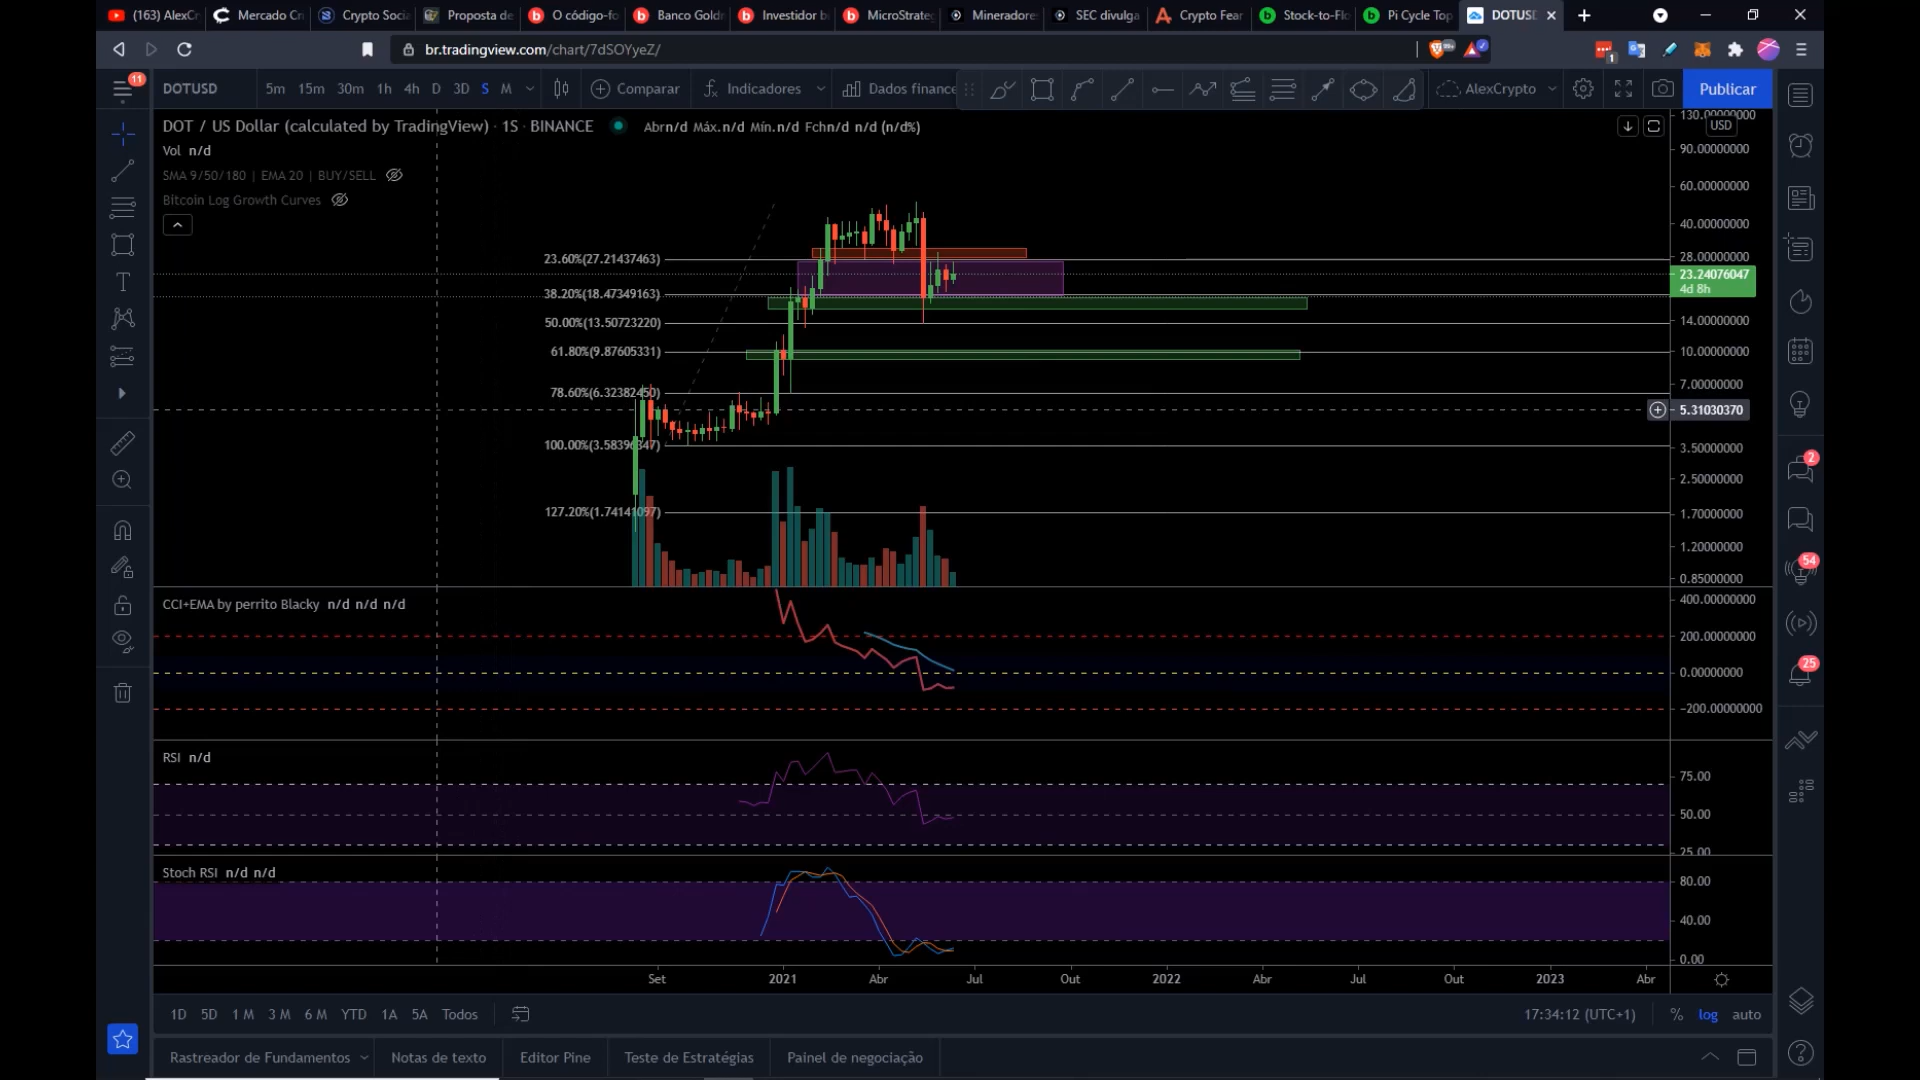 (163) AlexCr
Mercado Cr
Crypto Socia
Proposta de
O código-fo
Banco Gold
Investidor b
MicroStrate
Mineradore
SEC divulga
Crypto Fear
Stock-to-Flo
Pi Cycle Top
DOTUSD
br.tradingview.com/chart/7dSOYyeZ/
11
DOTUSD
5m 15m 30m 1h 4h D 3D S M
Comparar
Indicadores
Dados finance
AlexCrypto
Publicar
DOT / US Dollar (calculated by TradingView) · 1S · BINANCE
Abrn/d Máx.n/d Mín.n/d Fchn/d n/d (n/d%)
Vol n/d
SMA 9/50/180 | EMA 20 | BUY/SELL
Bitcoin Log Growth Curves
130.00000000
USD
90.00000000
60.00000000
40.00000000
28.00000000
23.24076047
4d 8h
14.00000000
10.00000000
7.00000000
5.31030370
3.50000000
2.50000000
1.70000000
1.20000000
0.85000000
23.60%(27.21437463)
38.20%(18.47349163)
50.00%(13.50723220)
61.80%(9.87605331)
78.60%(6.32382450)
100.00%(3.58396347)
127.20%(1.74141097)
CCI+EMA by perrito Blacky n/d n/d n/d
400.00000000
200.00000000
0.00000000
−200.00000000
RSI n/d
75.00
50.00
25.00
Stoch RSI n/d n/d
80.00
40.00
0.00
Set 2021 Abr Jul Out 2022 Abr Jul Out 2023 Abr
1D 5D 1 M 3 M 6 M YTD 1A 5A Todos
17:34:12 (UTC+1)
% log auto
Rastreador de Fundamentos
Notas de texto
Editor Pine
Teste de Estratégias
Painel de negociação
2
54
25